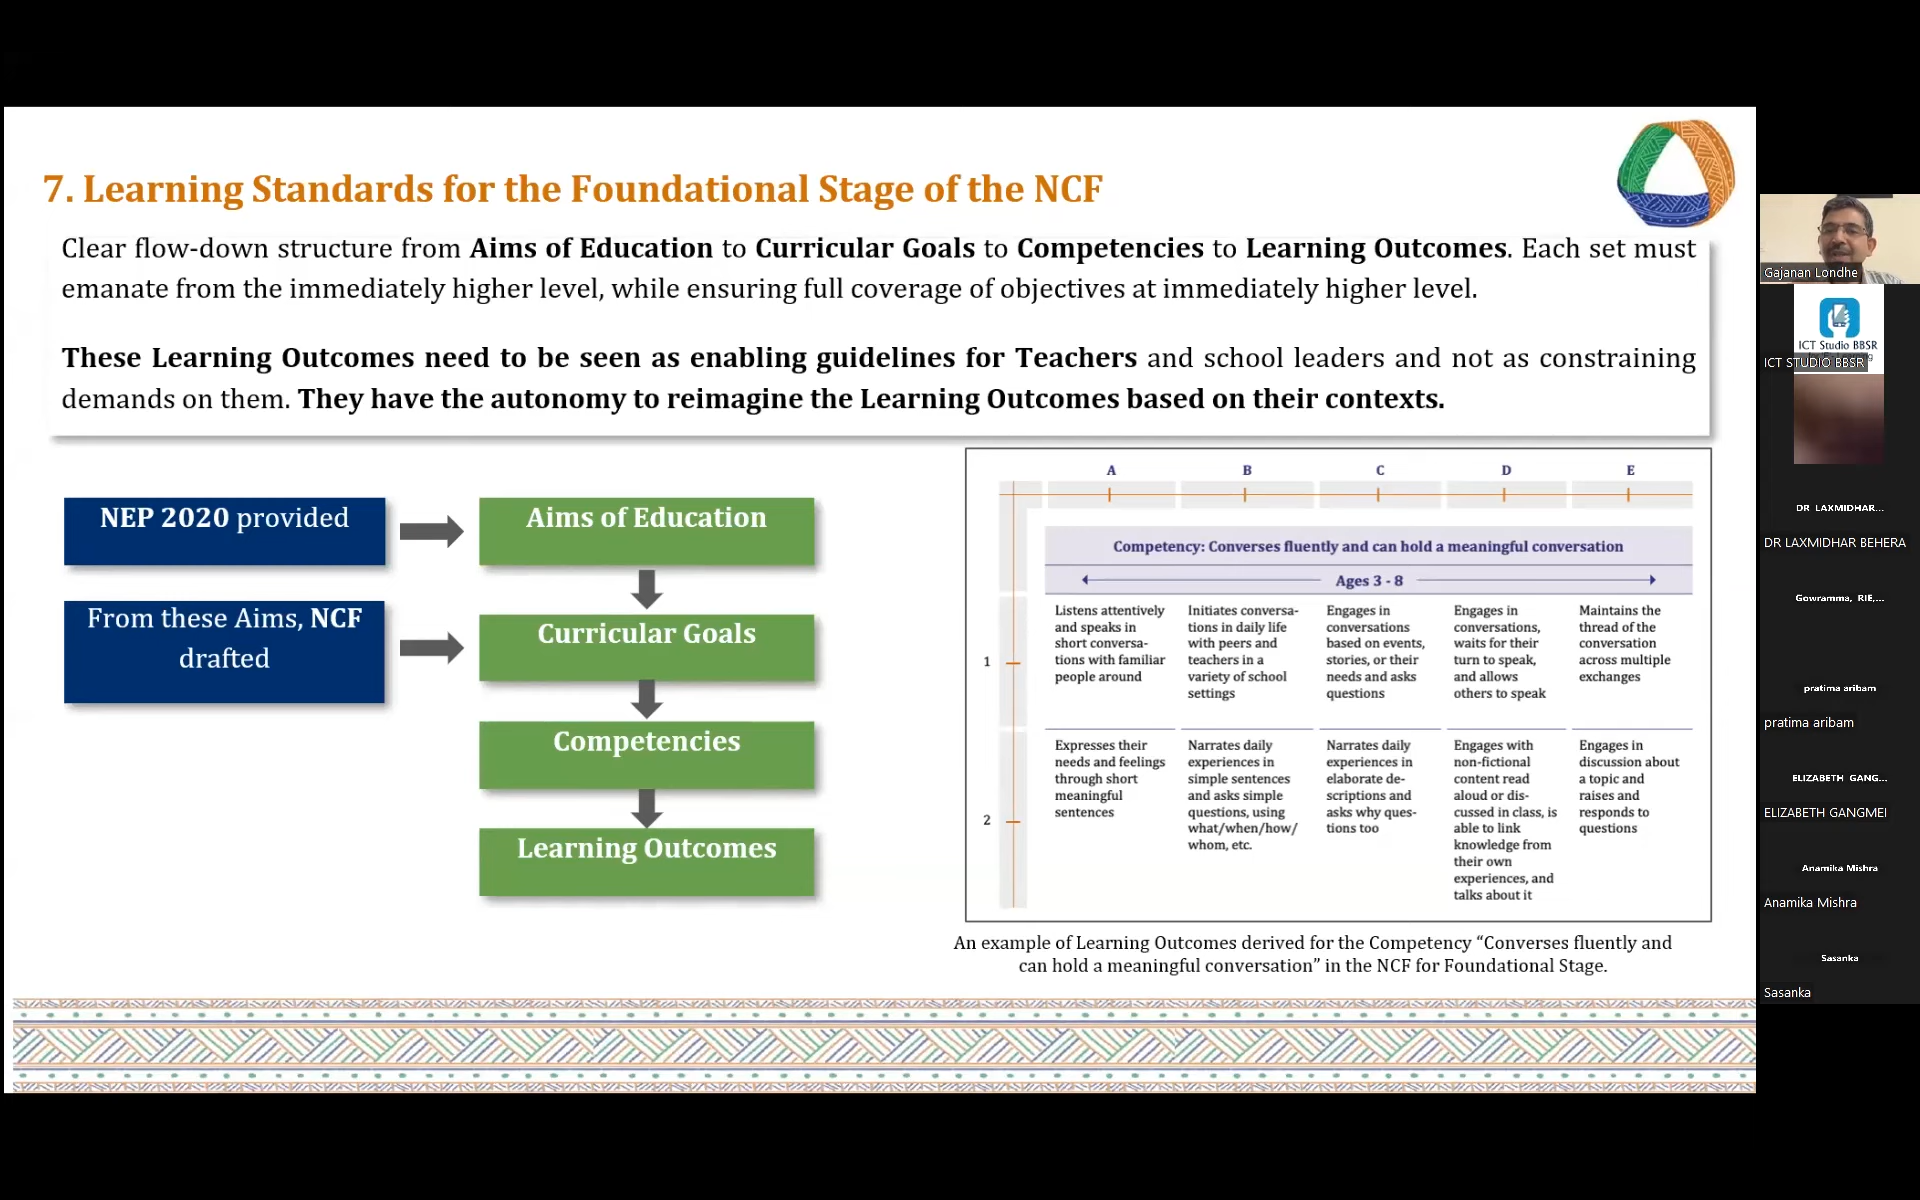 7. Learning Standards for the Foundational Stage of the NCF
Clear flow-down structure from Aims of Education to Curricular Goals to Competencies to Learning Outcomes. Each set must
emanate from the immediately higher level, while ensuring full coverage of objectives at immediately higher level.
These Learning Outcomes need to be seen as enabling guidelines for Teachers and school leaders and not as constraining
demands on them. They have the autonomy to reimagine the Learning Outcomes based on their contexts.
NEP 2020 provided
From these Aims, NCF
drafted
Aims of Education
Curricular Goals
Competencies
Learning Outcomes
A B C D E
Competency: Converses fluently and can hold a meaningful conversation
Ages 3 - 8
1
Listens attentively
and speaks in
short conversa-
tions with familiar
people around
Initiates conversa-
tions in daily life
with peers and
teachers in a
variety of school
settings
Engages in
conversations
based on events,
stories, or their
needs and asks
questions
Engages in
conversations,
waits for their
turn to speak,
and allows
others to speak
Maintains the
thread of the
conversation
across multiple
exchanges
2
Expresses their
needs and feelings
through short
meaningful
sentences
Narrates daily
experiences in
simple sentences
and asks simple
questions, using
what/when/how/
whom, etc.
Narrates daily
experiences in
elaborate de-
scriptions and
asks why ques-
tions too
Engages with
non-fictional
content read
aloud or dis-
cussed in class, is
able to link
knowledge from
their own
experiences, and
talks about it
Engages in
discussion about
a topic and
raises and
responds to
questions
An example of Learning Outcomes derived for the Competency “Converses fluently and
can hold a meaningful conversation” in the NCF for Foundational Stage.
Gajanan Londhe
ICT Studio BBSR
ICT STUDIO BBSR
DR LAXMIDHAR...
DR LAXMIDHAR BEHERA
Gowramma, RIE,...
pratima aribam
pratima aribam
ELIZABETH GANG...
ELIZABETH GANGMEI
Anamika Mishra
Anamika Mishra
Sasanka
Sasanka